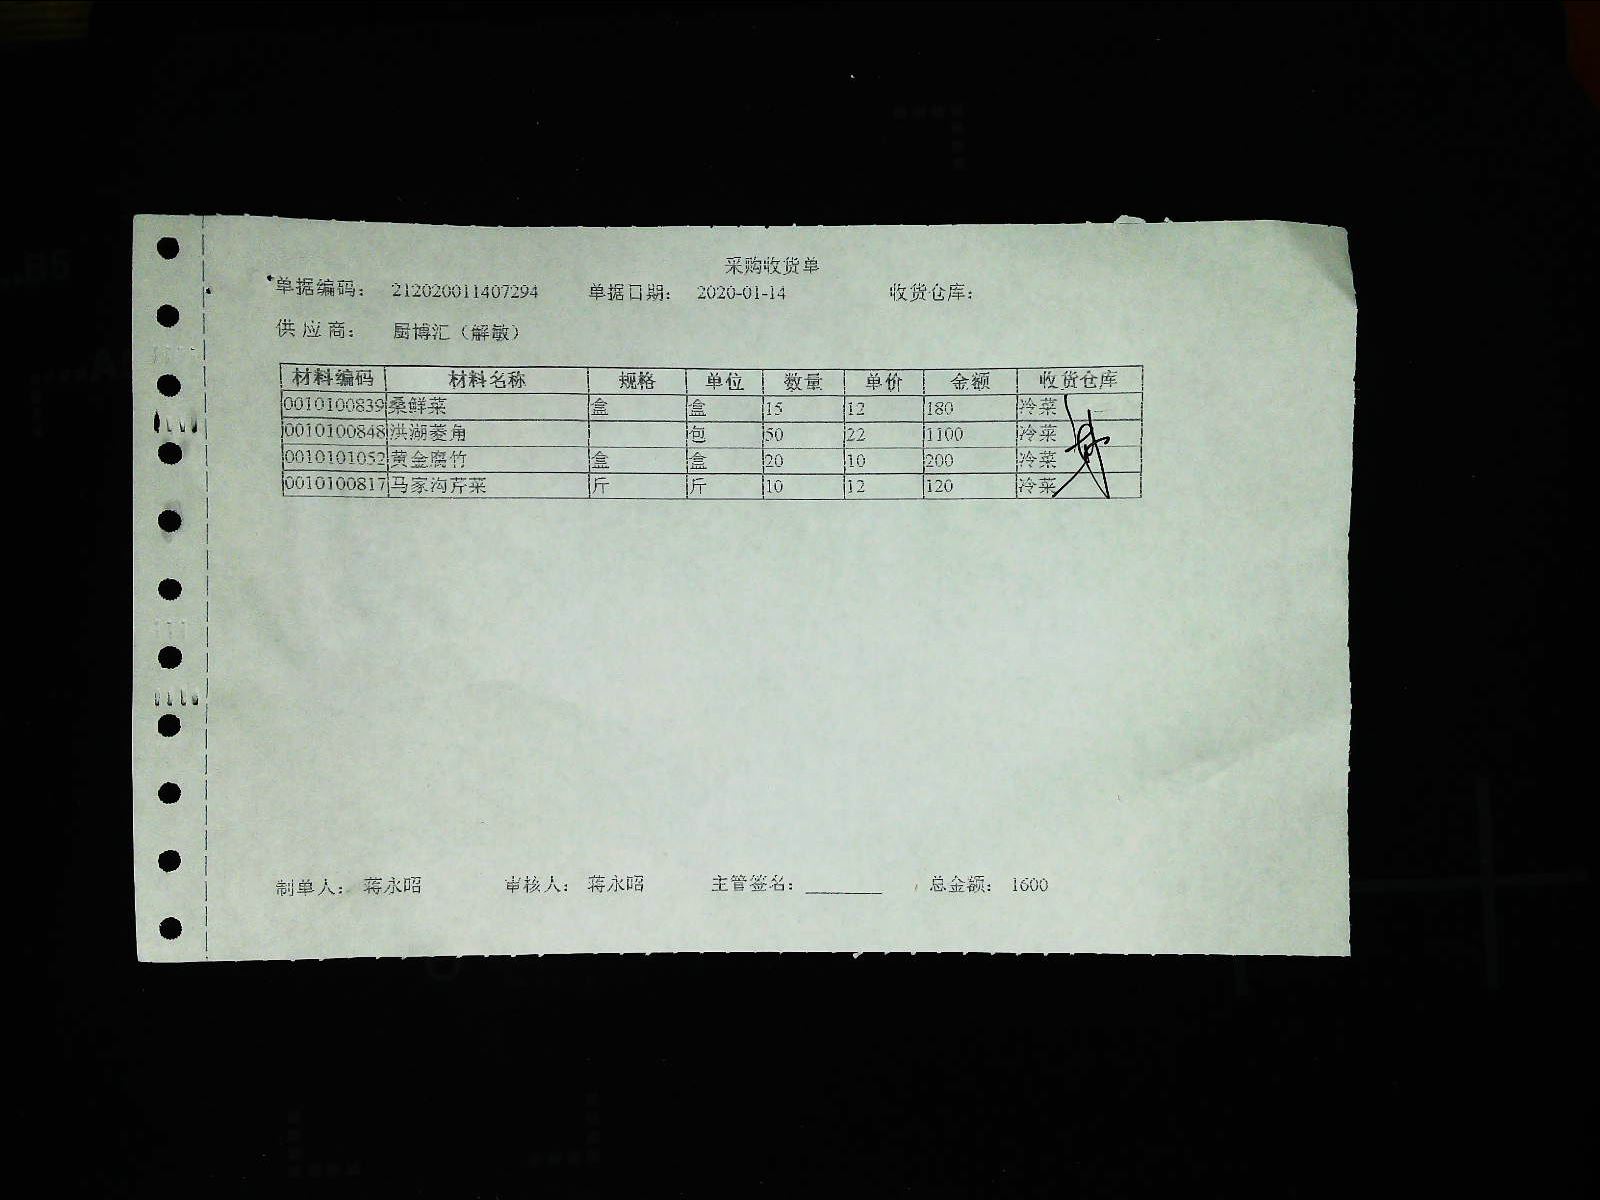 采购收货单
单据编码: 212020011407294 单据日期: 2020-01-14 收货仓库:
供应商: 厨博汇(解敏)
材料编码 材料名称 规格 单位 数量 单价 金额 收货仓库
0010100839 桑鲜菜 盒 盒 15 12 180 冷菜
0010100848 洪湖菱角 包 50 22 1100 冷菜
0010101052 黄金腐竹 盒 盒 20 10 200 冷菜
0010100817 马家沟芹菜 斤 斤 10 12 120 冷菜
制单人: 蒋永昭 审核人: 蒋永昭 主管签名: ________ 总金额: 1600